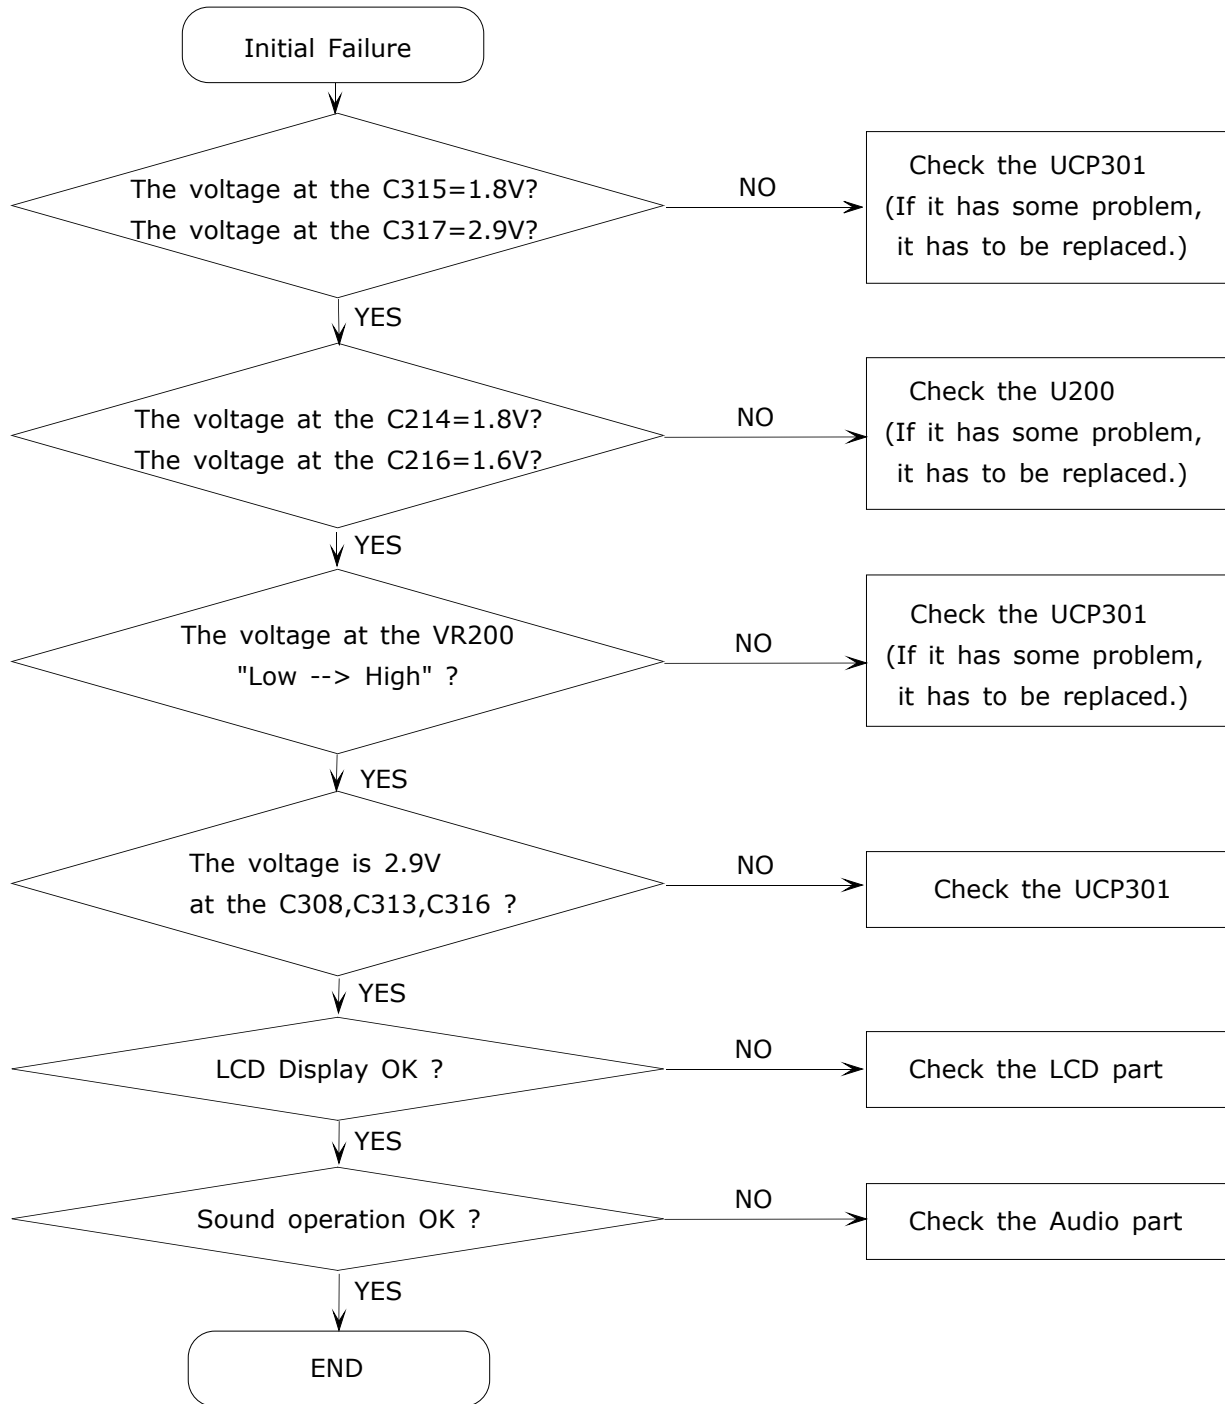 Initial Failure
The voltage at the C315=1.8V?
The voltage at the C317=2.9V?
NO
Check the UCP301
(If it has some problem,
it has to be replaced.)
YES
The voltage at the C214=1.8V?
The voltage at the C216=1.6V?
NO
Check the U200
(If it has some problem,
it has to be replaced.)
YES
The voltage at the VR200
"Low --> High" ?
NO
Check the UCP301
(If it has some problem,
it has to be replaced.)
YES
The voltage is 2.9V
at the C308,C313,C316 ?
NO
Check the UCP301
YES
LCD Display OK ?
NO
Check the LCD part
YES
Sound operation OK ?
NO
Check the Audio part
YES
END